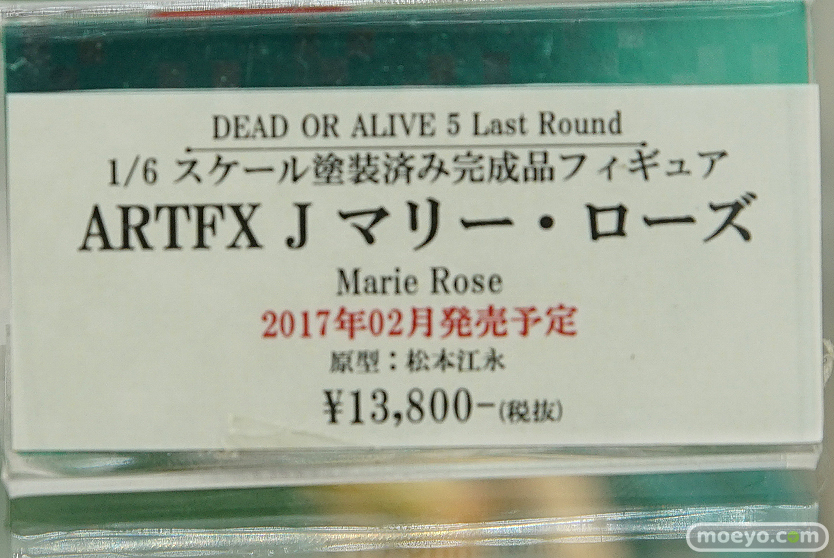 DEAD OR ALIVE 5 Last Round
1/6 スケール塗装済み完成品フィギュア
ARTFX J マリー・ローズ
Marie Rose
2017年02月発売予定
原型：松本江永
¥13,800-(税抜)
moeyo.com